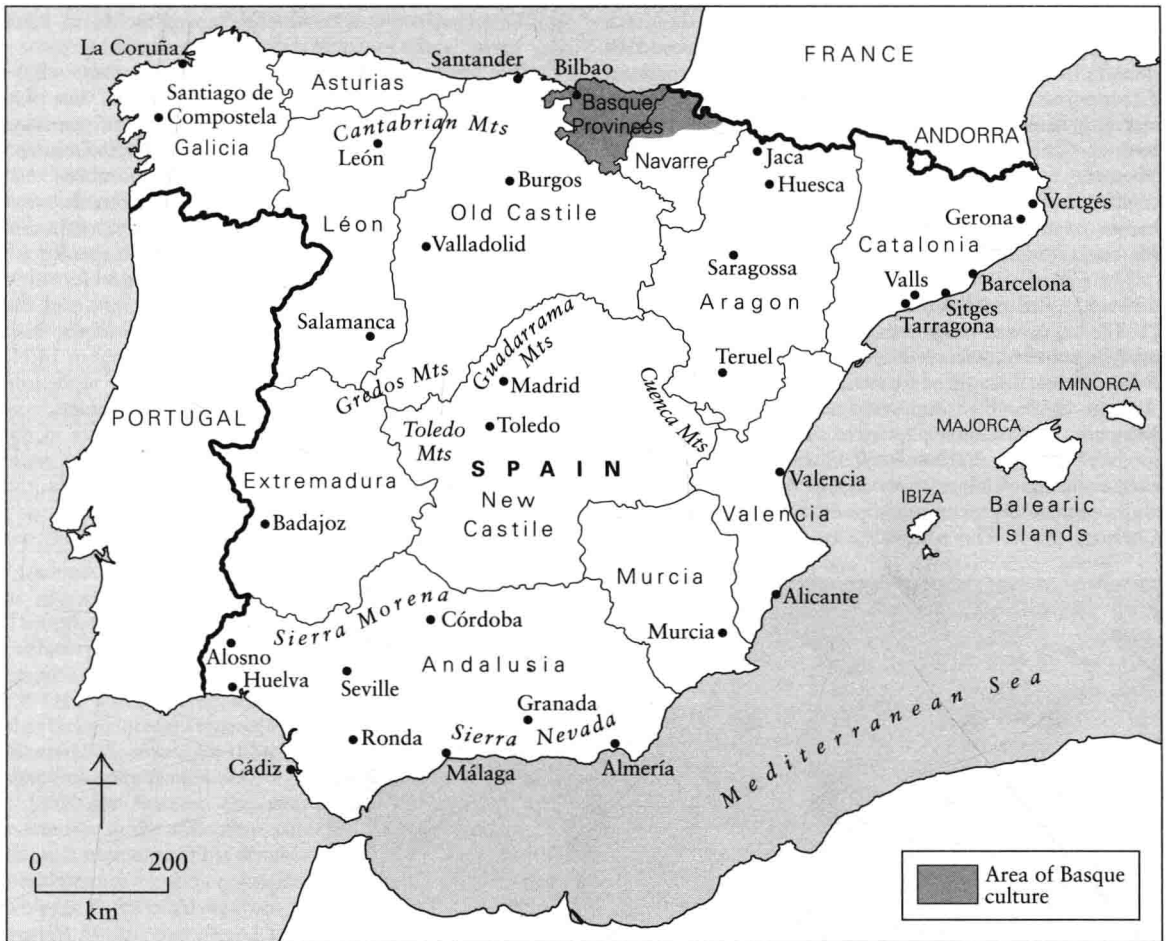 FRANCE
La Coruña
Santander
Bilbao
Asturias
Santiago de
Compostela
Galicia
Cantabrian Mts
León
Basque
Provinces
Navarre
ANDORRA
Jaca
Huesca
Burgos
Old Castile
Léon
Valladolid
Vertgés
Gerona
Catalonia
Saragossa
Aragon
Valls
Barcelona
Sitges
Tarragona
Salamanca
Guadarrama
Mts
Gredos Mts
Madrid
Teruel
Cuenca Mts
MINORCA
MAJORCA
PORTUGAL
Toledo
Mts
Toledo
SPAIN
Extremadura
New
Castile
Valencia
Valencia
IBIZA
Balearic
Islands
Badajoz
Murcia
Alicante
Sierra Morena
Córdoba
Murcia
Alosno
Huelva
Andalusia
Seville
Granada
Sierra Nevada
Ronda
Cádiz
Málaga
Almería
Mediterranean Sea
0 200
km
Area of Basque
culture